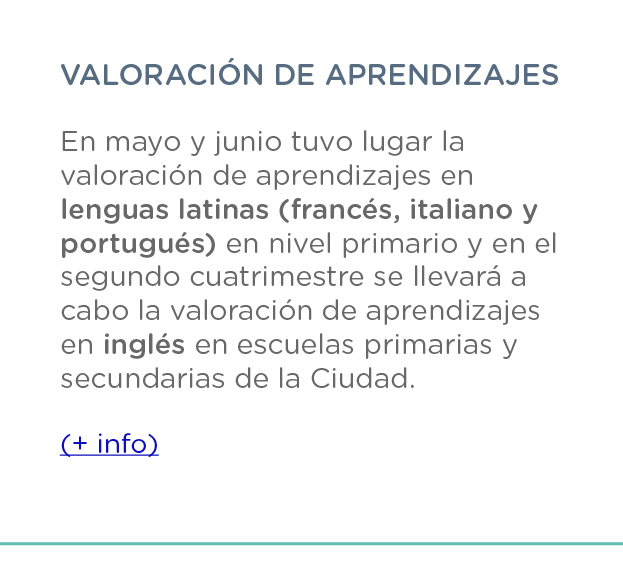 VALORACIÓN DE APRENDIZAJES
En mayo y junio tuvo lugar la
valoración de aprendizajes en
lenguas latinas (francés, italiano y
portugués) en nivel primario y en el
segundo cuatrimestre se llevará a
cabo la valoración de aprendizajes
en inglés en escuelas primarias y
secundarias de la Ciudad.
(+ info)